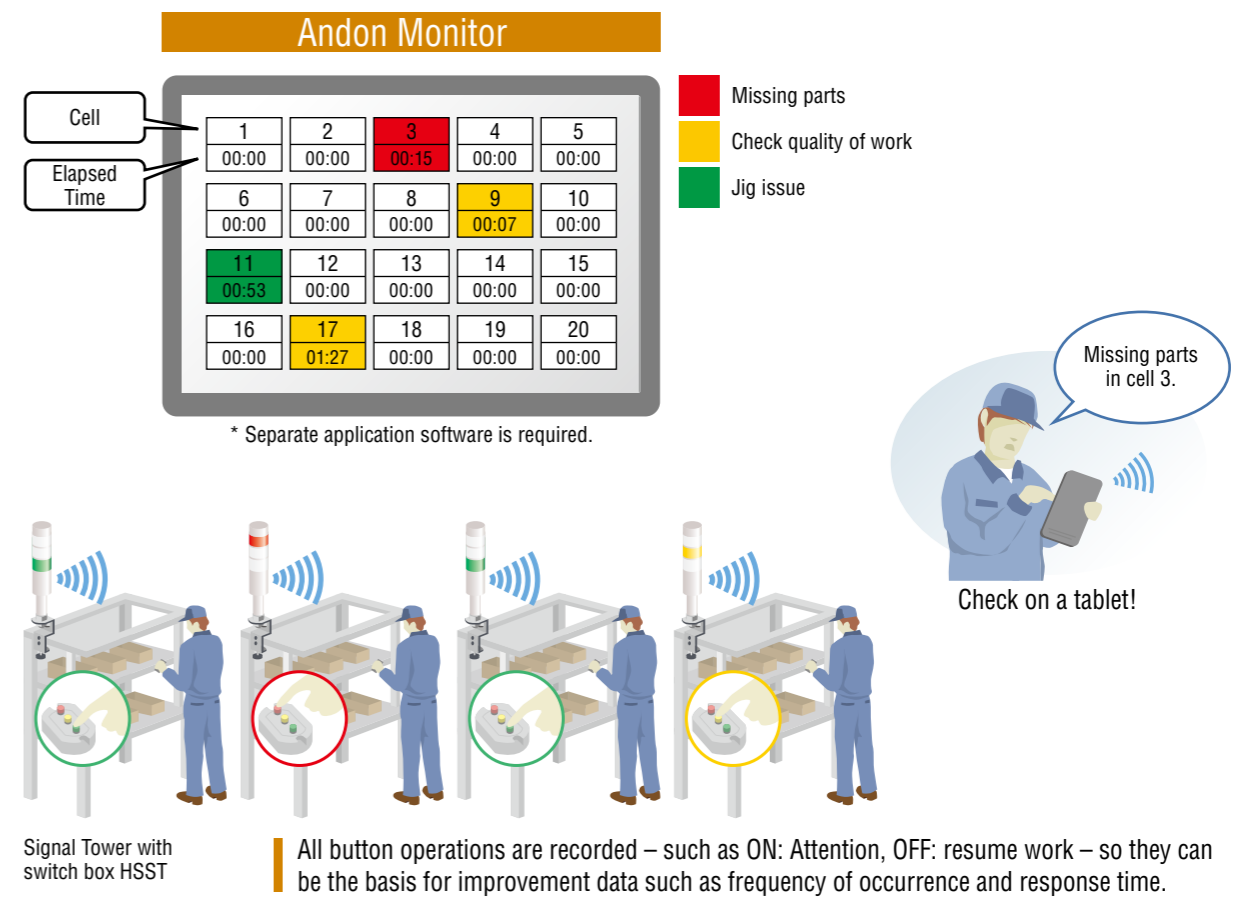 Andon Monitor
Cell
Elapsed
Time
1 2 3 4 5
00:00 00:00 00:15 00:00 00:00
6 7 8 9 10
00:00 00:00 00:00 00:07 00:00
11 12 13 14 15
00:53 00:00 00:00 00:00 00:00
16 17 18 19 20
00:00 01:27 00:00 00:00 00:00
Missing parts
Check quality of work
Jig issue
* Separate application software is required.
Missing parts
in cell 3.
Check on a tablet!
Signal Tower with
switch box HSST
All button operations are recorded – such as ON: Attention, OFF: resume work – so they can
be the basis for improvement data such as frequency of occurrence and response time.